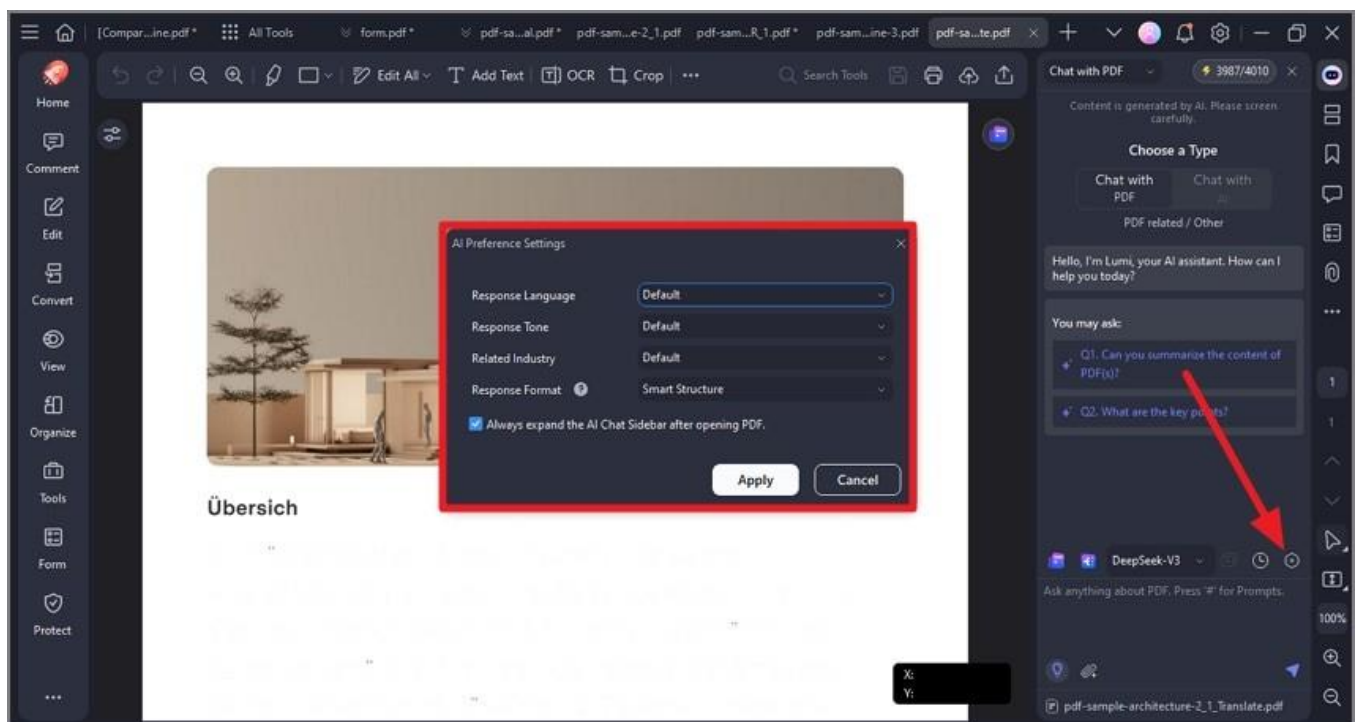 [Compar...ine.pdf *
All Tools
form.pdf *
pdf-sa...al.pdf *
pdf-sam...e-2_1.pdf
pdf-sam...R_1.pdf *
pdf-sam...ine-3.pdf
pdf-sa...te.pdf
Home
Comment
Edit
Convert
View
Organize
Tools
Form
Protect
Edit All
Add Text
OCR
Crop
Search Tools
Übersich
X:
Y:
AI Preference Settings
Response Language Default
Response Tone Default
Related Industry Default
Response Format Smart Structure
Always expand the AI Chat Sidebar after opening PDF.
Apply Cancel
Chat with PDF
3987/4010
Content is generated by AI. Please screen
carefully.
Choose a Type
Chat with
PDF
Chat with
PDF related / Other
Hello, I'm Lumi, your AI assistant. How can I
help you today?
You may ask:
Q1. Can you summarize the content of
PDF(s)?
Q2. What are the key points?
DeepSeek-V3
Ask anything about PDF. Press '#' for Prompts.
pdf-sample-architecture-2_1_Translate.pdf
1
1
100%